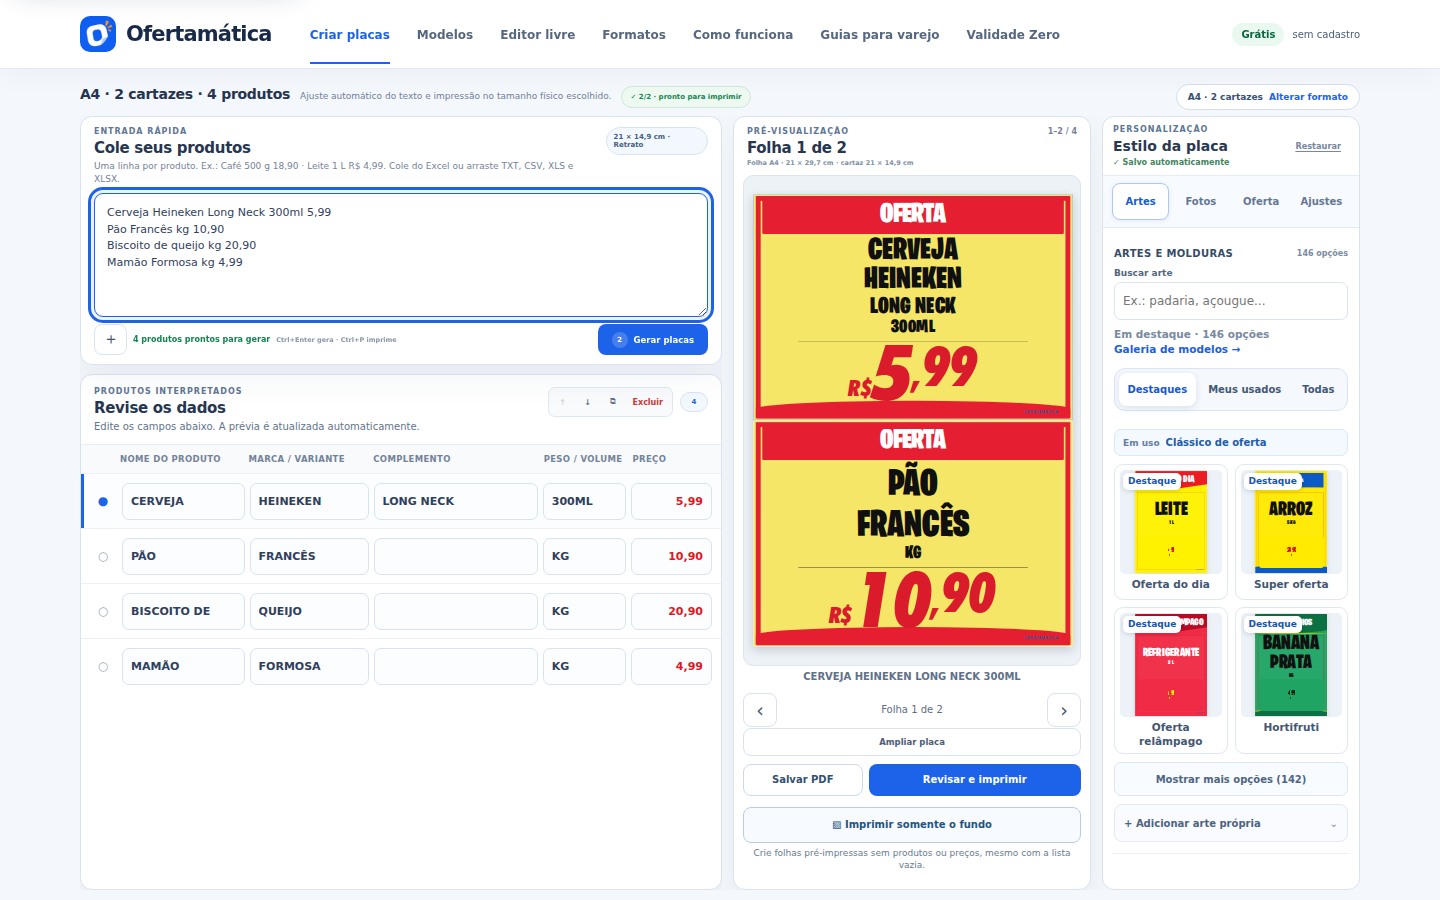 Ofertamática
Criar placas
Modelos
Editor livre
Formatos
Como funciona
Guias para varejo
Validade Zero
Grátis
sem cadastro
A4 · 2 cartazes · 4 produtos
Ajuste automático do texto e impressão no tamanho físico escolhido.
✓ 2/2 · pronto para imprimir
A4 · 2 cartazes Alterar formato
ENTRADA RÁPIDA
Cole seus produtos
Uma linha por produto. Ex.: Café 500 g 18,90 · Leite 1 L R$ 4,99. Cole do Excel ou arraste TXT, CSV, XLS e
XLSX.
21 × 14,9 cm ·
Retrato
Cerveja Heineken Long Neck 300ml 5,99
Pão Francês kg 10,90
Biscoito de queijo kg 20,90
Mamão Formosa kg 4,99
+
4 produtos prontos para gerar
Ctrl+Enter gera · Ctrl+P imprime
2 Gerar placas
PRODUTOS INTERPRETADOS
Revise os dados
Edite os campos abaixo. A prévia é atualizada automaticamente.
↑ ↓ ⧉ Excluir
4
NOME DO PRODUTO MARCA / VARIANTE COMPLEMENTO PESO / VOLUME PREÇO
CERVEJA HEINEKEN LONG NECK 300ML 5,99
PÃO FRANCÊS KG 10,90
BISCOITO DE QUEIJO KG 20,90
MAMÃO FORMOSA KG 4,99
PRÉ-VISUALIZAÇÃO
1–2 / 4
Folha 1 de 2
Folha A4 · 21 × 29,7 cm · cartaz 21 × 14,9 cm
OFERTA
CERVEJA
HEINEKEN
LONG NECK
300ML
R$5,99
OFERTA
PÃO
FRANCÊS
KG
R$ 10,90
CERVEJA HEINEKEN LONG NECK 300ML
‹
Folha 1 de 2
›
Ampliar placa
Salvar PDF
Revisar e imprimir
▧ Imprimir somente o fundo
Crie folhas pré-impressas sem produtos ou preços, mesmo com a lista
vazia.
PERSONALIZAÇÃO
Estilo da placa
✓ Salvo automaticamente
Restaurar
Artes
Fotos
Oferta
Ajustes
ARTES E MOLDURAS
146 opções
Buscar arte
Ex.: padaria, açougue...
Em destaque · 146 opções
Galeria de modelos →
Destaques
Meus usados
Todas
Em uso Clássico de oferta
Destaque
DIA
LEITE
1 L
Oferta do dia
Destaque
ARROZ
5KG
Super oferta
Destaque
REFRIGERANTE
2 L
Oferta
relâmpago
Destaque
BANANA
PRATA
Hortifruti
Mostrar mais opções (142)
+ Adicionar arte própria